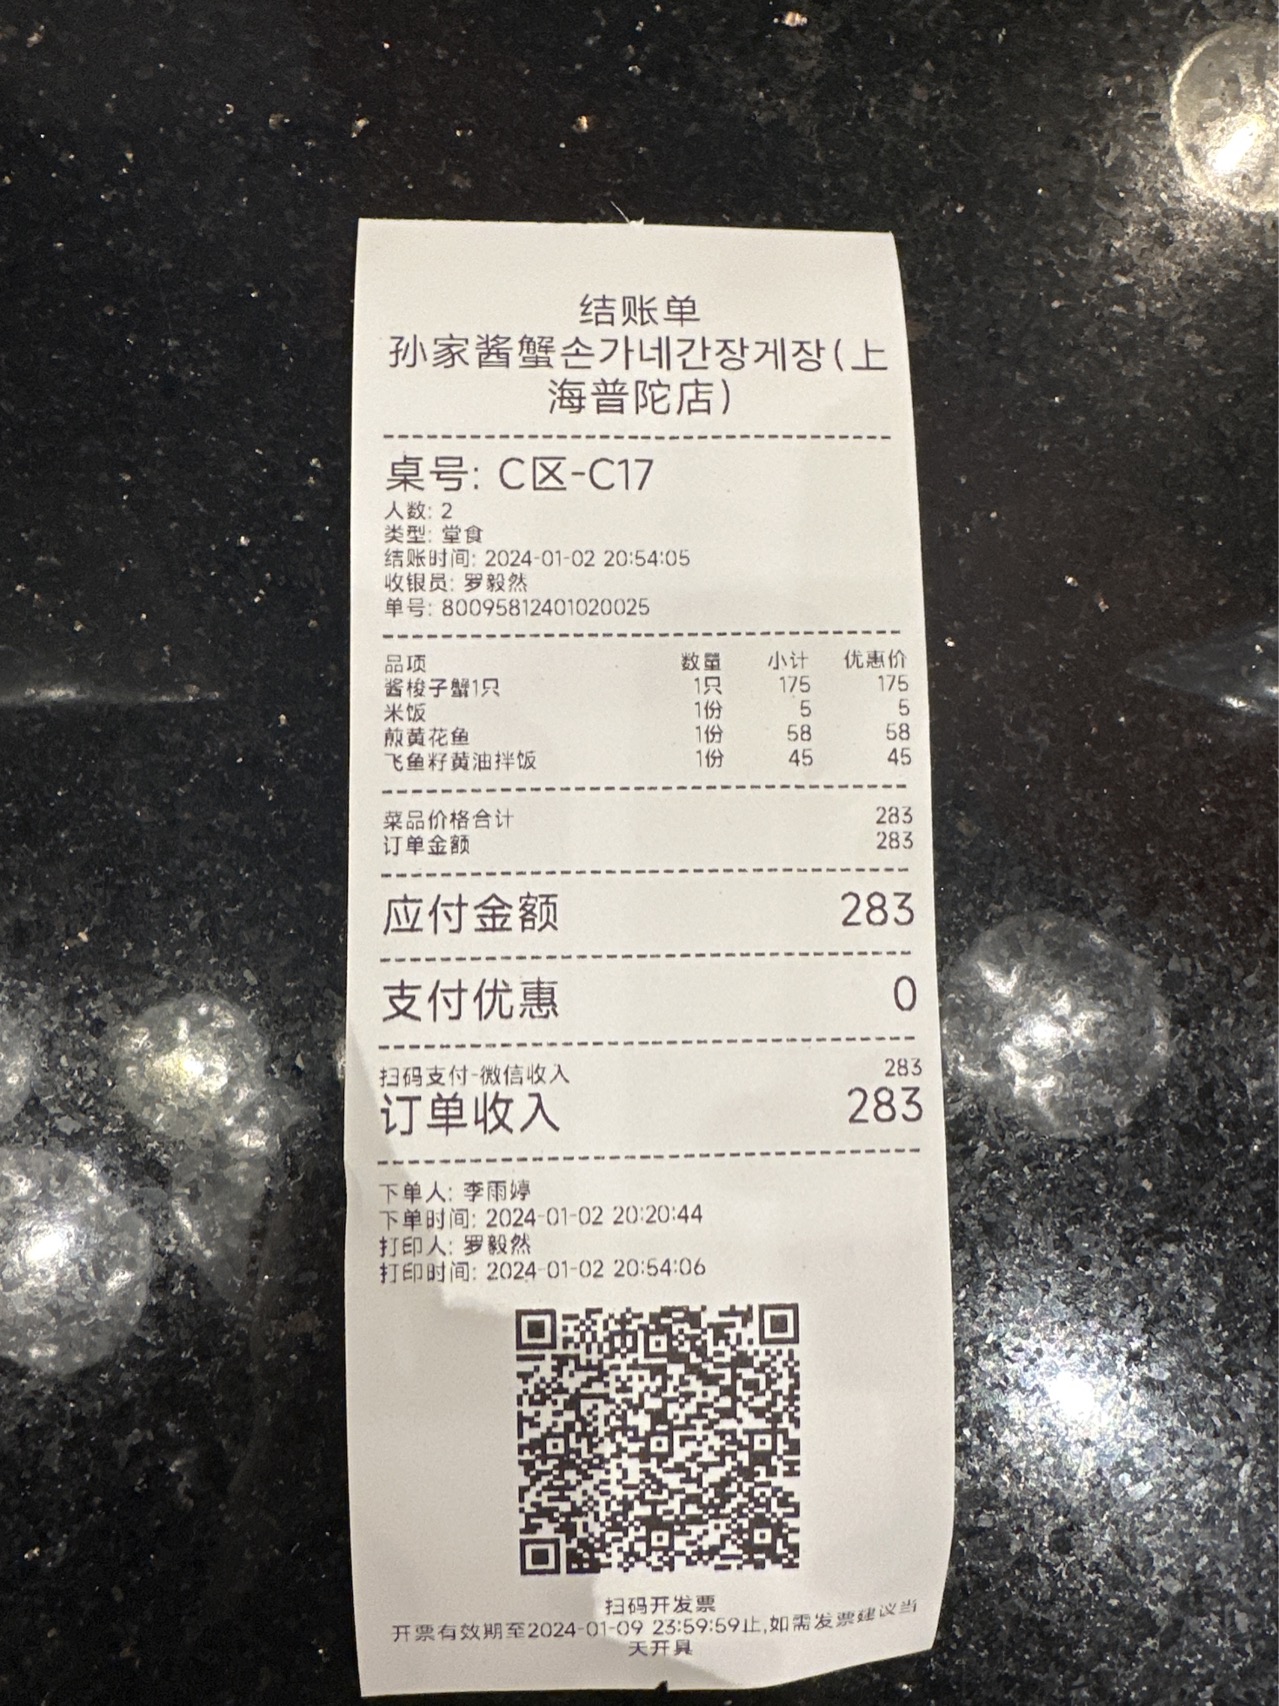 结账单
孙家酱蟹손가네간장게장(上
海普陀店)
桌号: C区-C17
人数: 2
类型: 堂食
结账时间: 2024-01-02 20:54:05
收银员: 罗毅然
单号: 80095812401020025
品项 数量 小计 优惠价
酱梭子蟹1只 1只 175 175
米饭 1份 5 5
煎黄花鱼 1份 58 58
飞鱼籽黄油拌饭 1份 45 45
菜品价格合计 283
订单金额 283
应付金额 283
支付优惠 0
扫码支付-微信收入 283
订单收入 283
下单人: 李雨婷
下单时间: 2024-01-02 20:20:44
打印人: 罗毅然
打印时间: 2024-01-02 20:54:06
扫码开发票
开票有效期至2024-01-09 23:59:59止,如需发票建议当
天开具